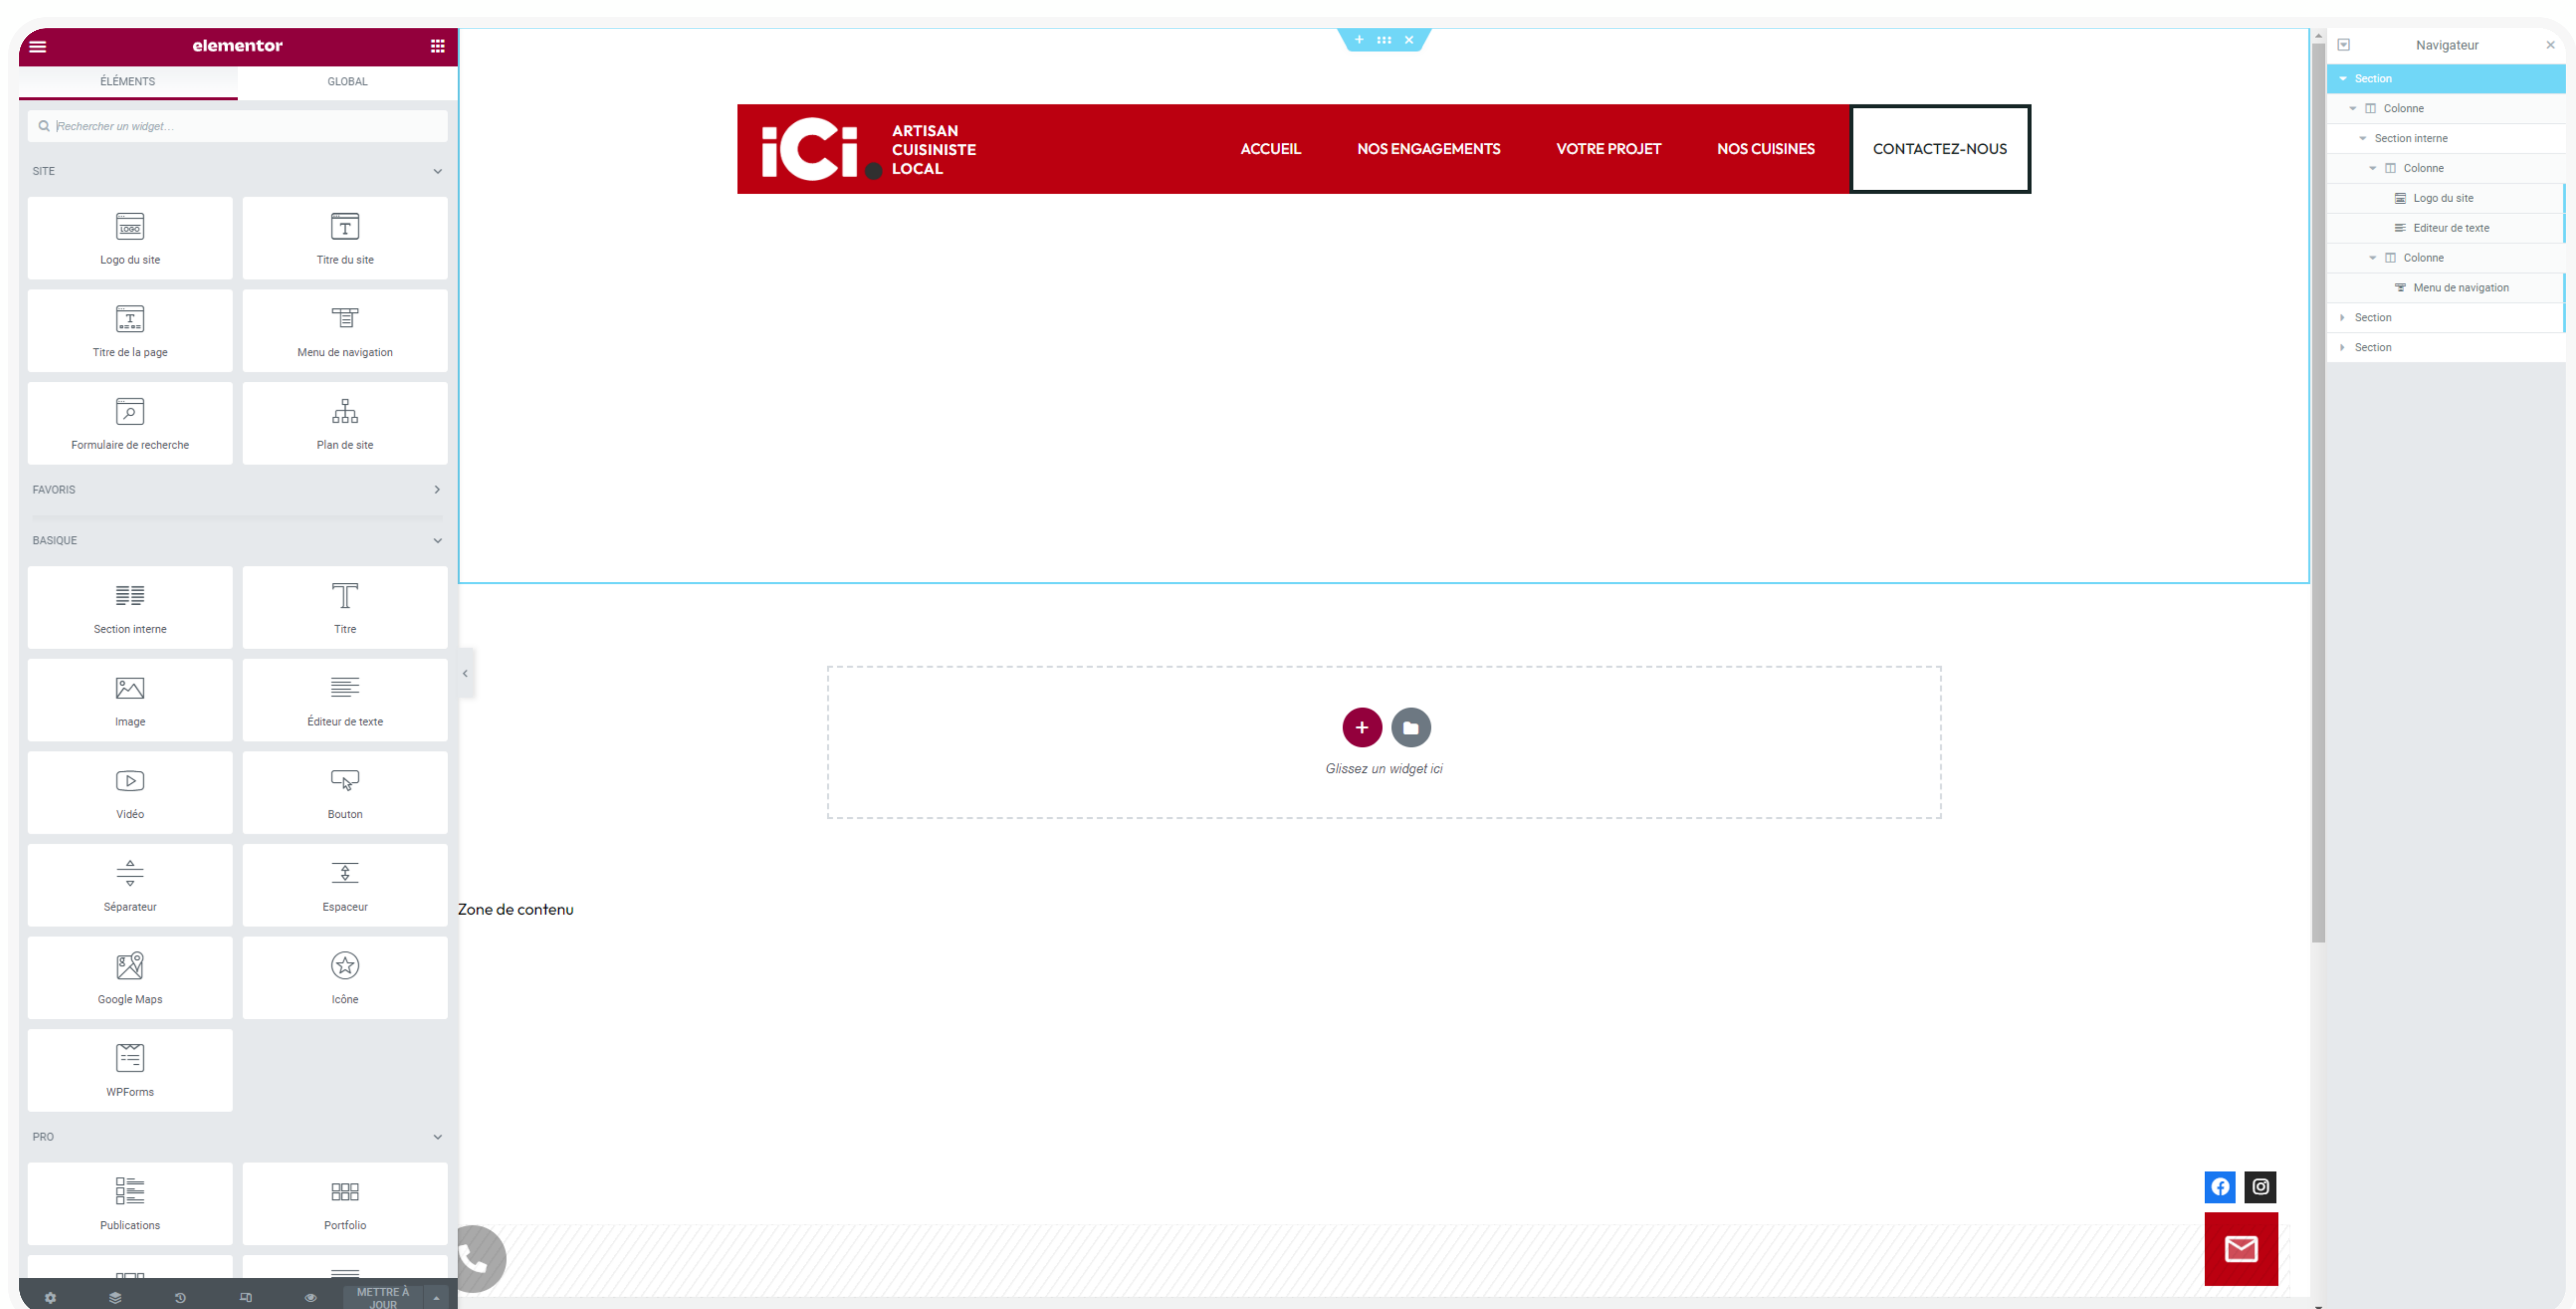 elementor
ÉLÉMENTS
GLOBAL
Rechercher un widget...
SITE
LOGO
T
Logo du site
Titre du site
T
Titre de la page
Menu de navigation
Formulaire de recherche
Plan de site
FAVORIS
BASIQUE
Section interne
Titre
Image
Éditeur de texte
Vidéo
Bouton
Séparateur
Espaceur
Google Maps
Icône
WPForms
PRO
Publications
Portfolio
METTRE À
JOUR
iCi.
ARTISAN
CUISINISTE
LOCAL
ACCUEIL
NOS ENGAGEMENTS
VOTRE PROJET
NOS CUISINES
CONTACTEZ-NOUS
Glissez un widget ici
Zone de contenu
Navigateur
Section
Colonne
Section interne
Colonne
Logo du site
Editeur de texte
Colonne
Menu de navigation
Section
Section